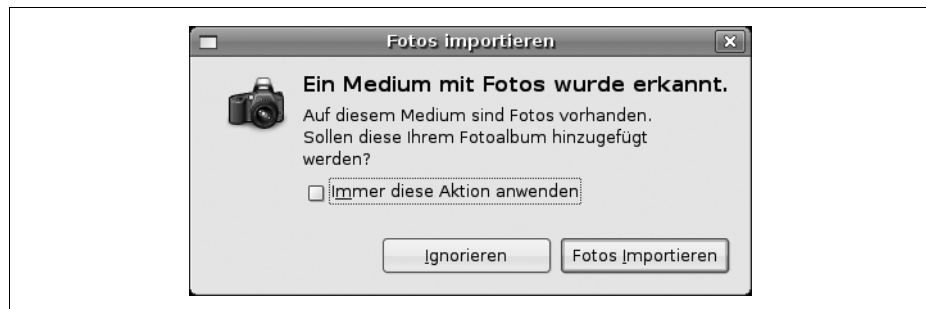 Fotos importieren
Ein Medium mit Fotos wurde erkannt.
Auf diesem Medium sind Fotos vorhanden.
Sollen diese Ihrem Fotoalbum hinzugefügt
werden?
Immer diese Aktion anwenden
Ignorieren
Fotos Importieren